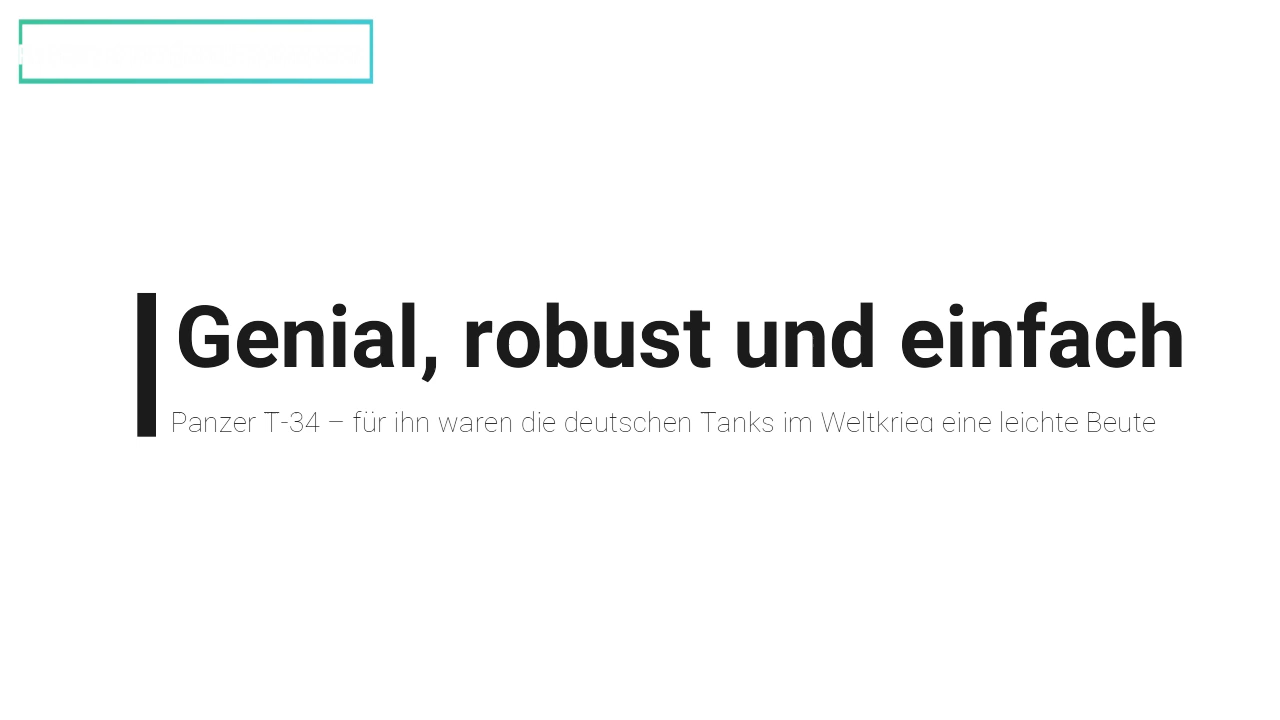 Genial, robust und einfach
Panzer T-34 – für ihn waren die deutschen Tanks im Weltkrieg eine leichte Beute